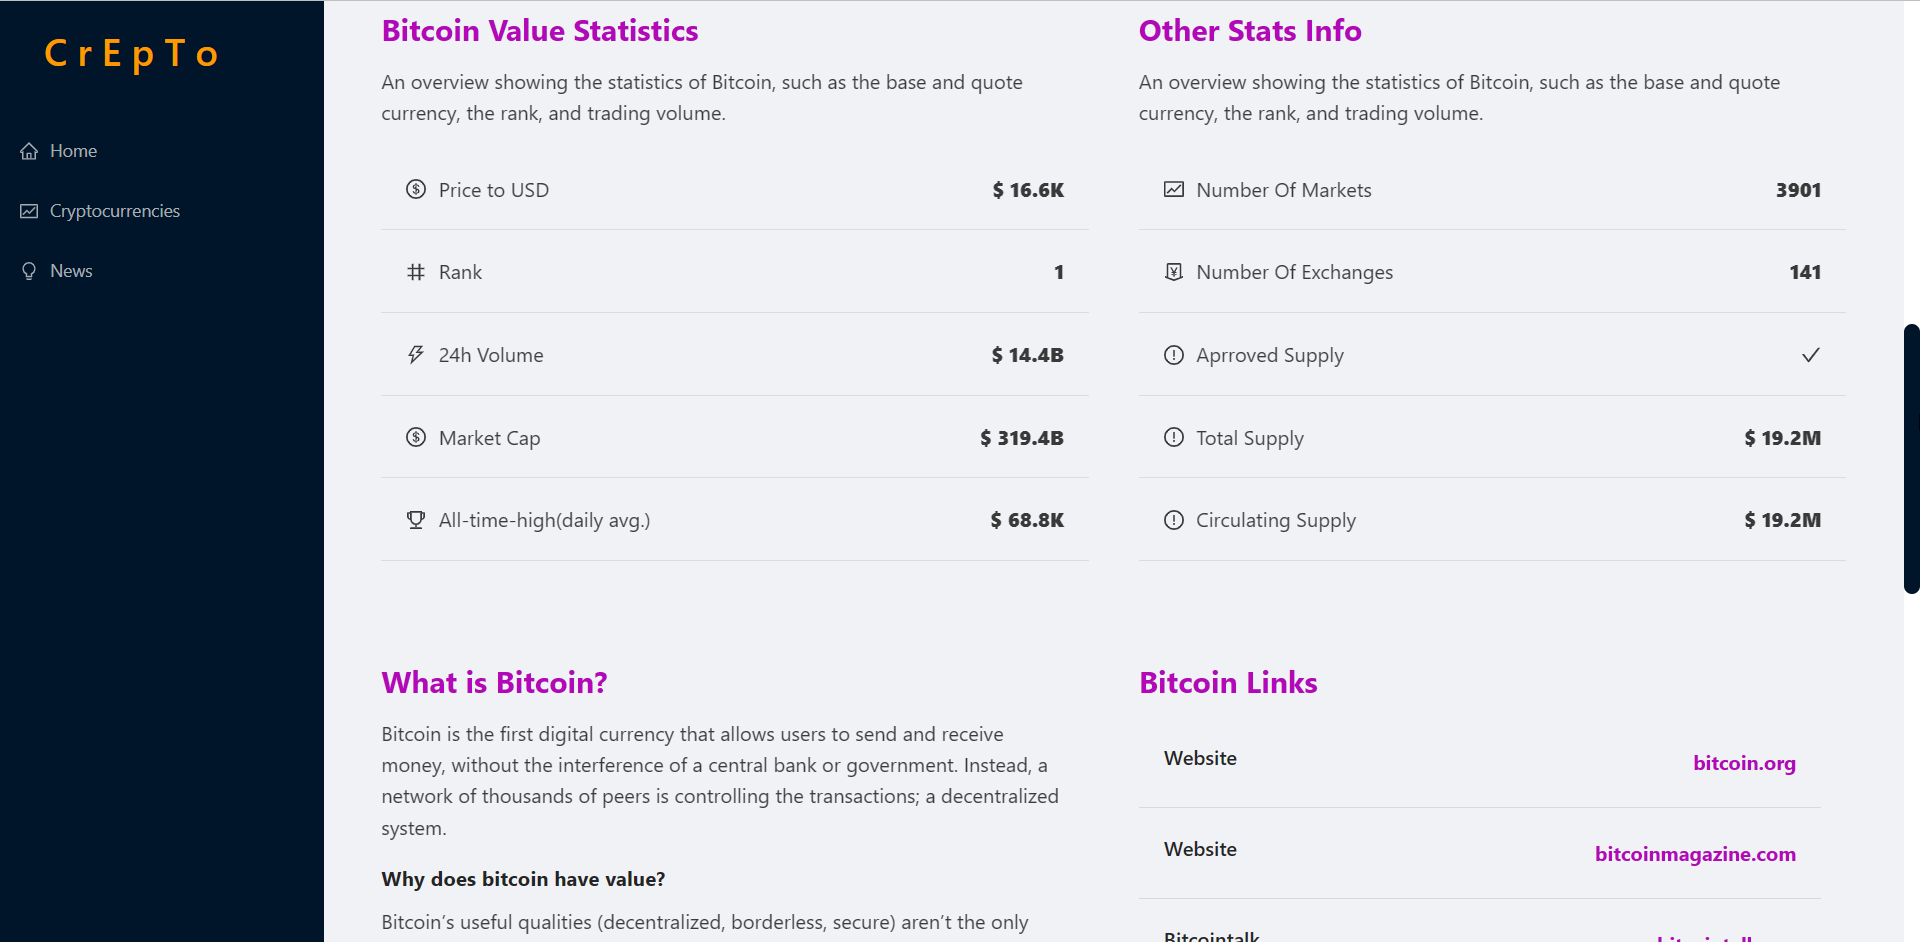 CrEpTo
Home
Cryptocurrencies
News
Bitcoin Value Statistics
An overview showing the statistics of Bitcoin, such as the base and quote
currency, the rank, and trading volume.
Price to USD $ 16.6K
Rank 1
24h Volume $ 14.4B
Market Cap $ 319.4B
All-time-high(daily avg.) $ 68.8K
Other Stats Info
An overview showing the statistics of Bitcoin, such as the base and quote
currency, the rank, and trading volume.
Number Of Markets 3901
Number Of Exchanges 141
Aprroved Supply
Total Supply $ 19.2M
Circulating Supply $ 19.2M
What is Bitcoin?
Bitcoin is the first digital currency that allows users to send and receive
money, without the interference of a central bank or government. Instead, a
network of thousands of peers is controlling the transactions; a decentralized
system.
Why does bitcoin have value?
Bitcoin’s useful qualities (decentralized, borderless, secure) aren’t the only
Bitcoin Links
Website bitcoin.org
Website bitcoinmagazine.com
Bitcointalk